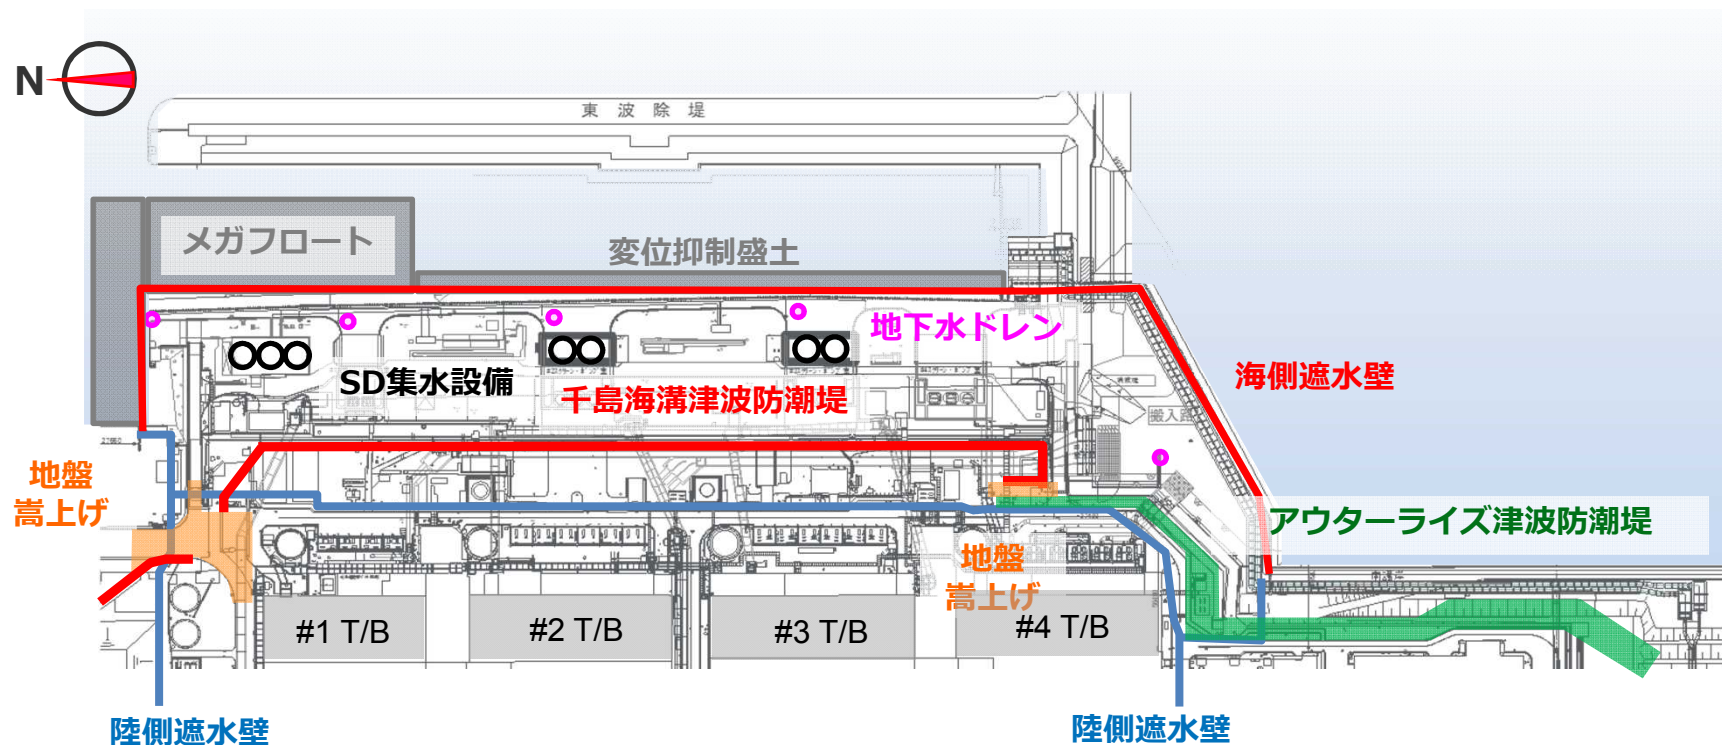 N
東波除堤
メガフロート
変位抑制盛土
地下水ドレン
SD集水設備
千島海溝津波防潮堤
海側遮水壁
搬入路
地盤
嵩上げ
アウターライズ津波防潮堤
地盤
嵩上げ
#1 T/B
#2 T/B
#3 T/B
#4 T/B
陸側遮水壁
陸側遮水壁